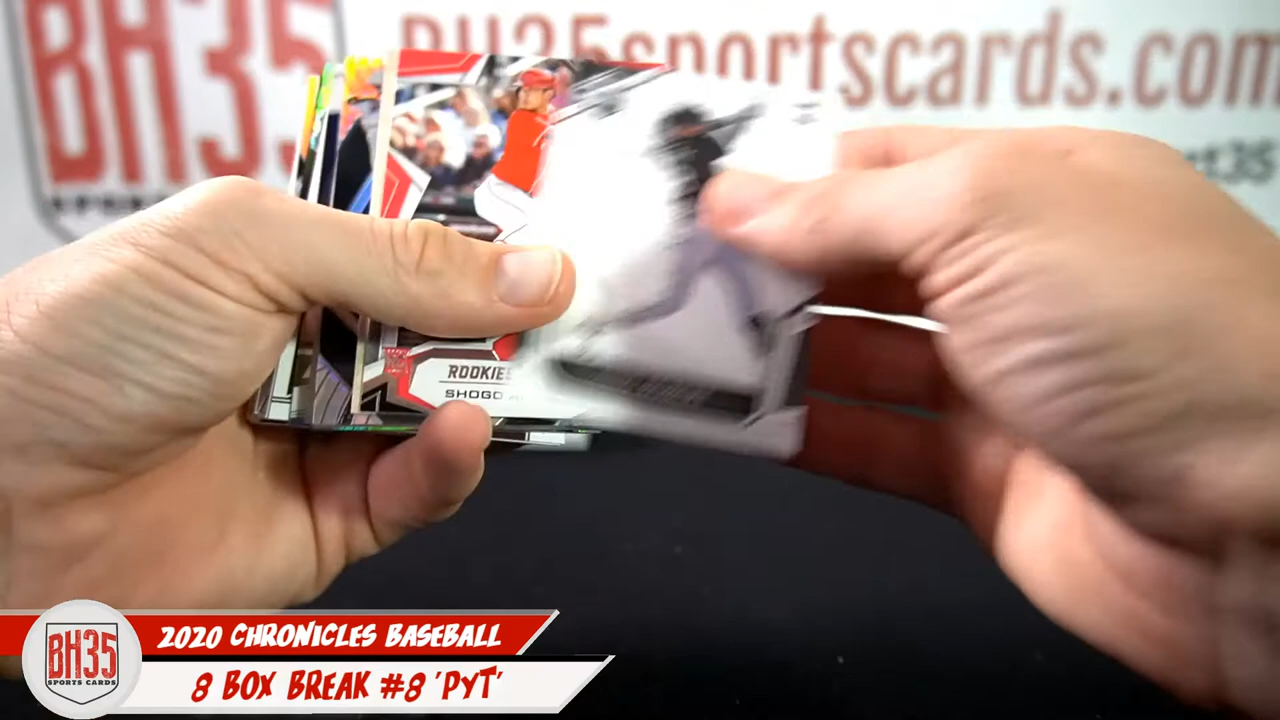 BH35
BH35sportscards.com
ROOKIES
SHOGO
BH35
SPORTS CARDS
2020 CHRONICLES BASEBALL
8 BOX BREAK #8 'PYT'